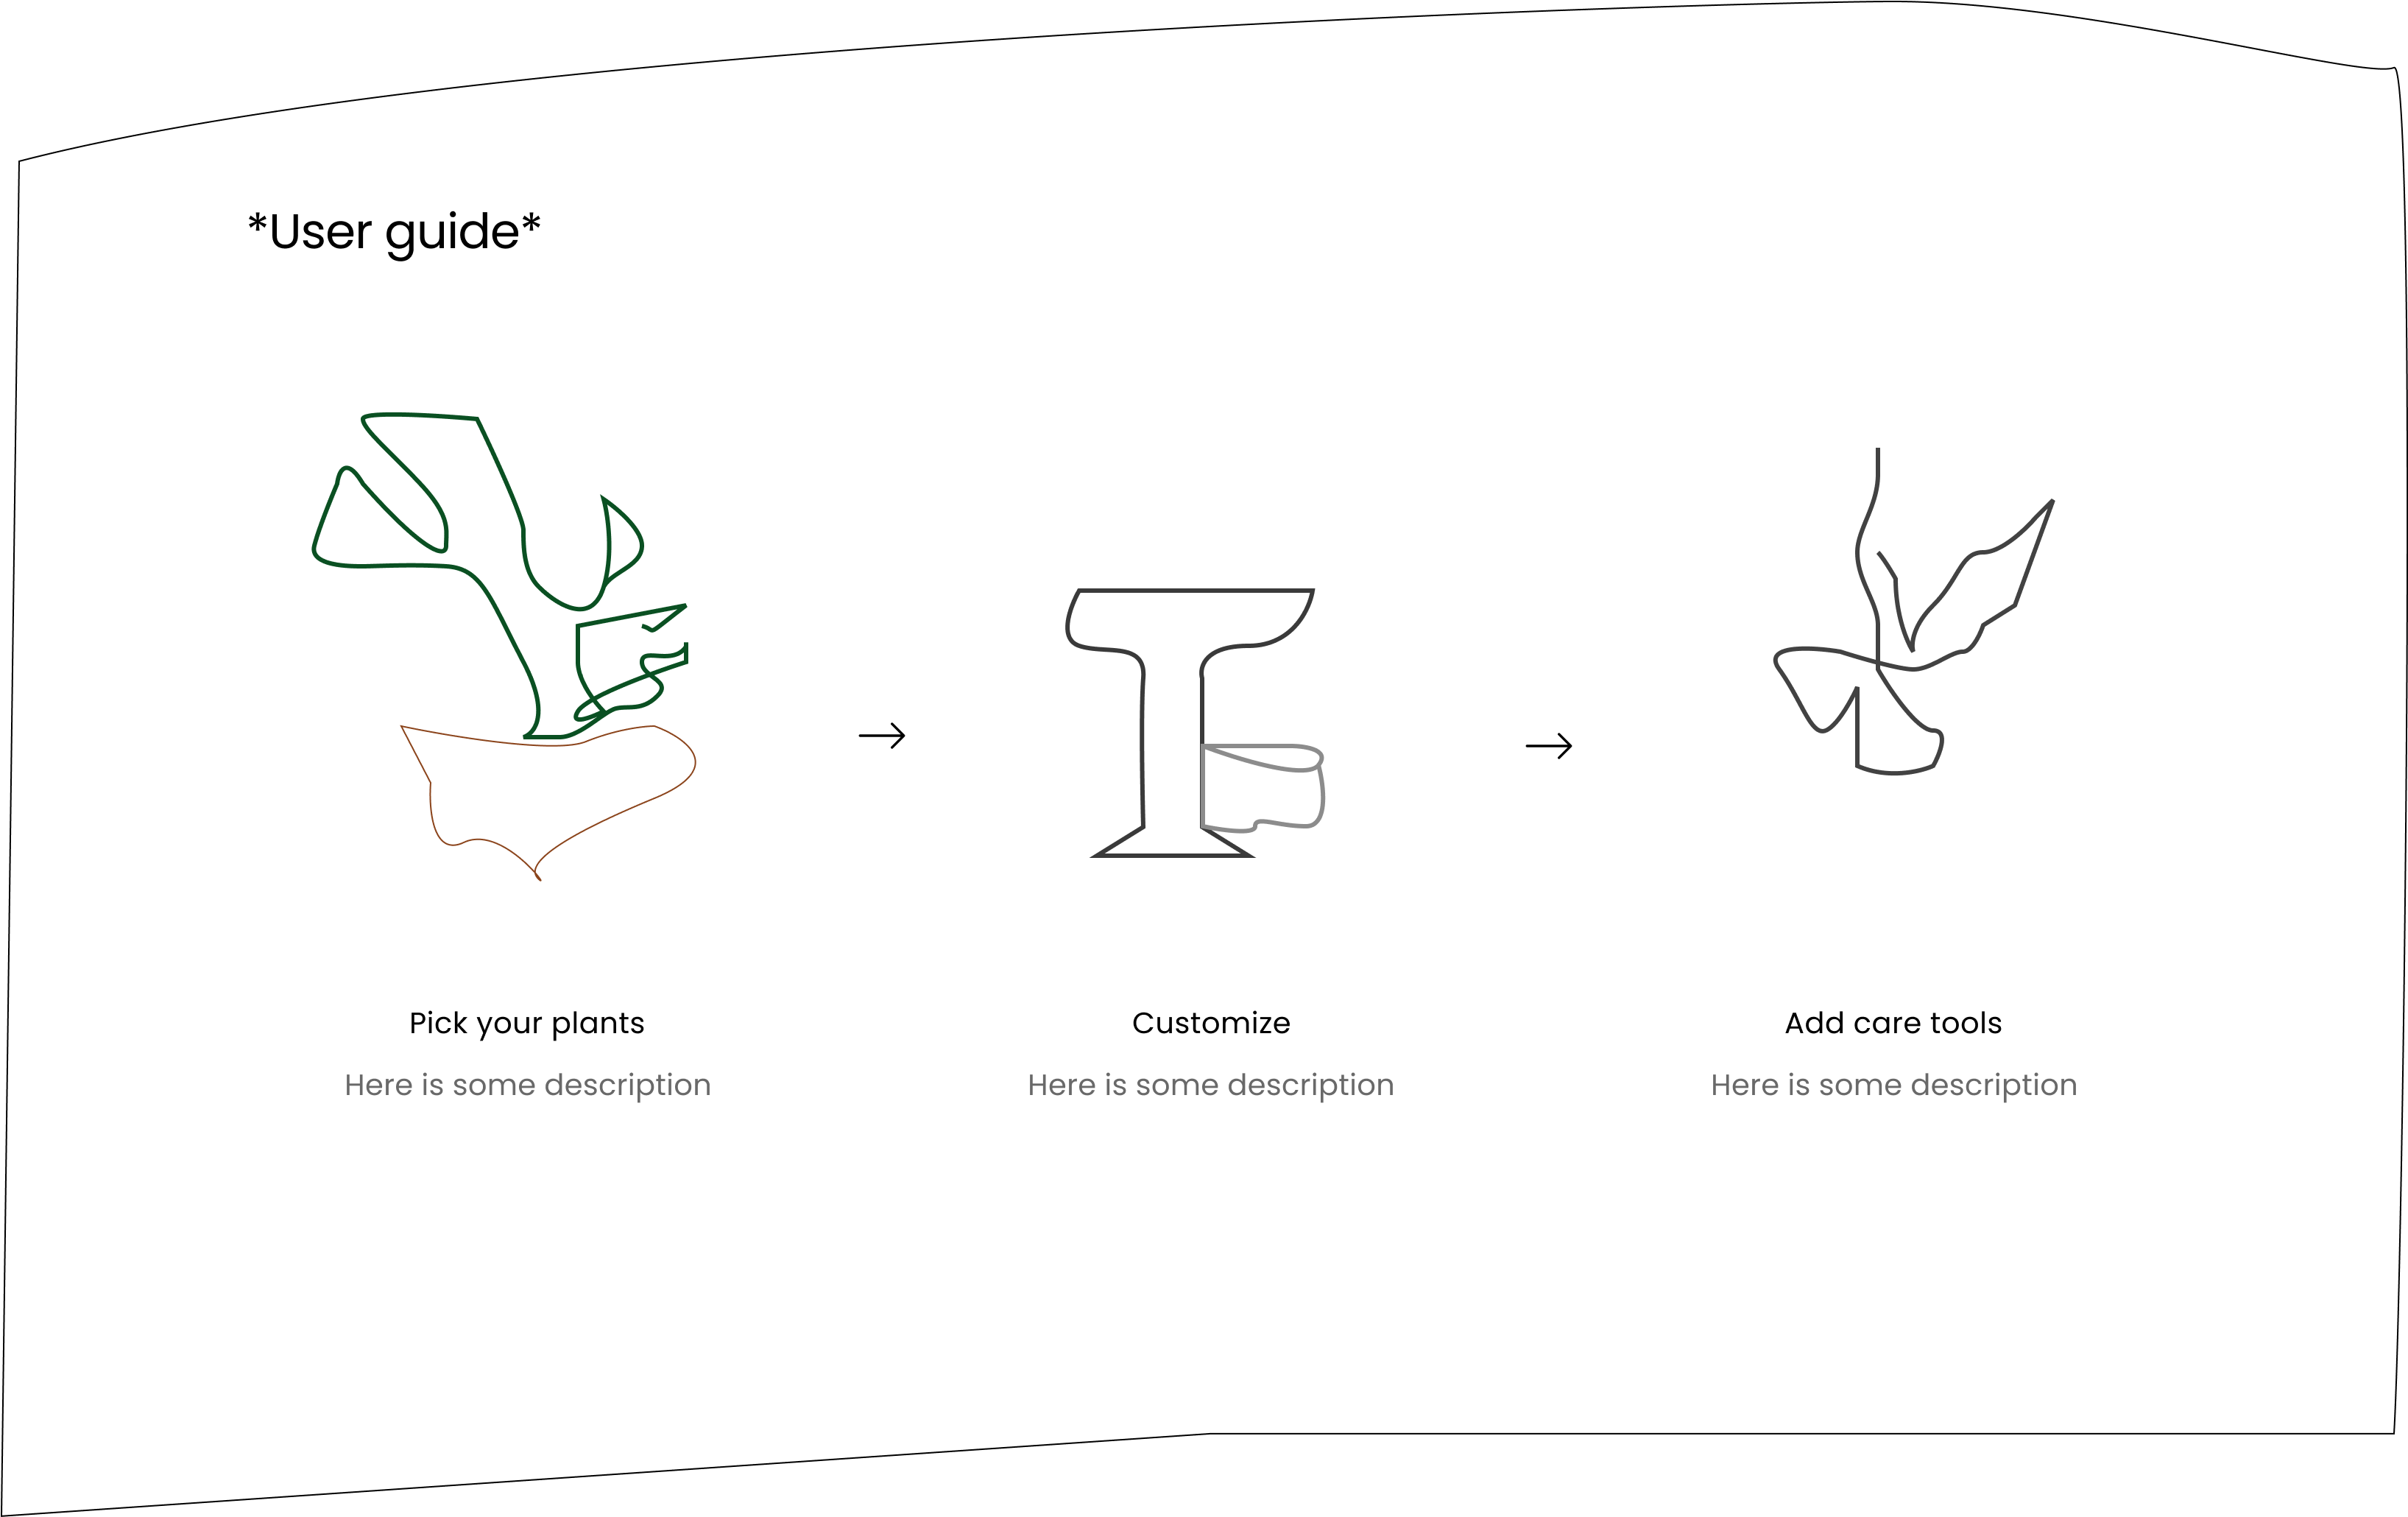 *User guide*
Pick your plants
Here is some description
Customize
Here is some description
Add care tools
Here is some description